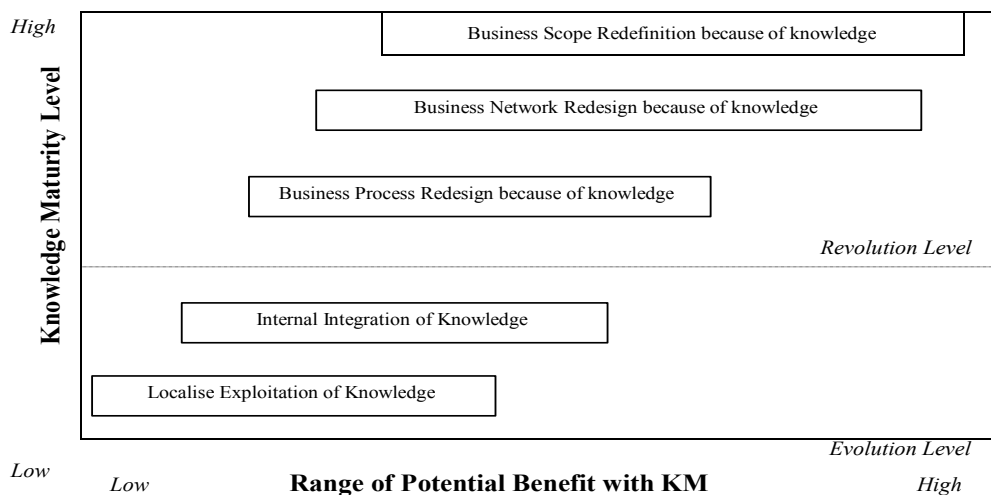 High
Business Scope Redefinition because of knowledge
Business Network Redesign because of knowledge
Knowledge Maturity Level
Business Process Redesign because of knowledge
Revolution Level
Internal Integration of Knowledge
Localise Exploitation of Knowledge
Evolution Level
Low
Low
Range of Potential Benefit with KM
High